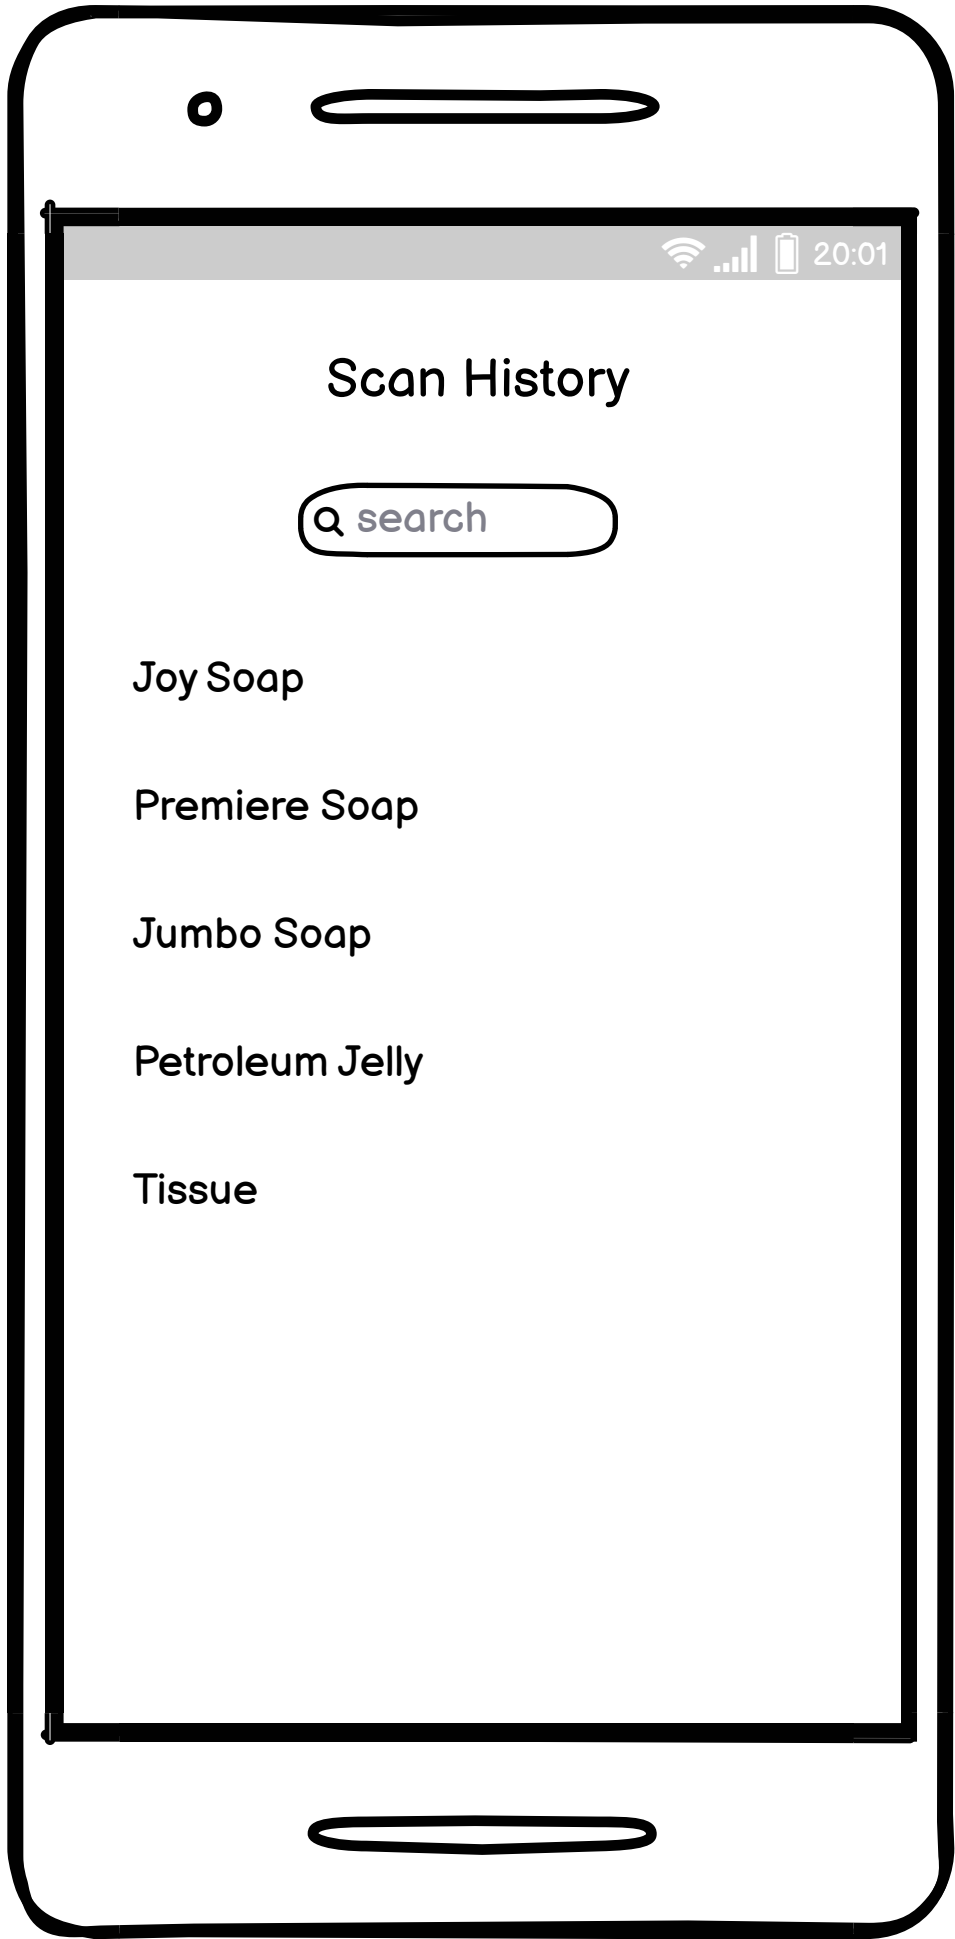 20:01
Scan History
search
Joy Soap
Premiere Soap
Jumbo Soap
Petroleum Jelly
Tissue